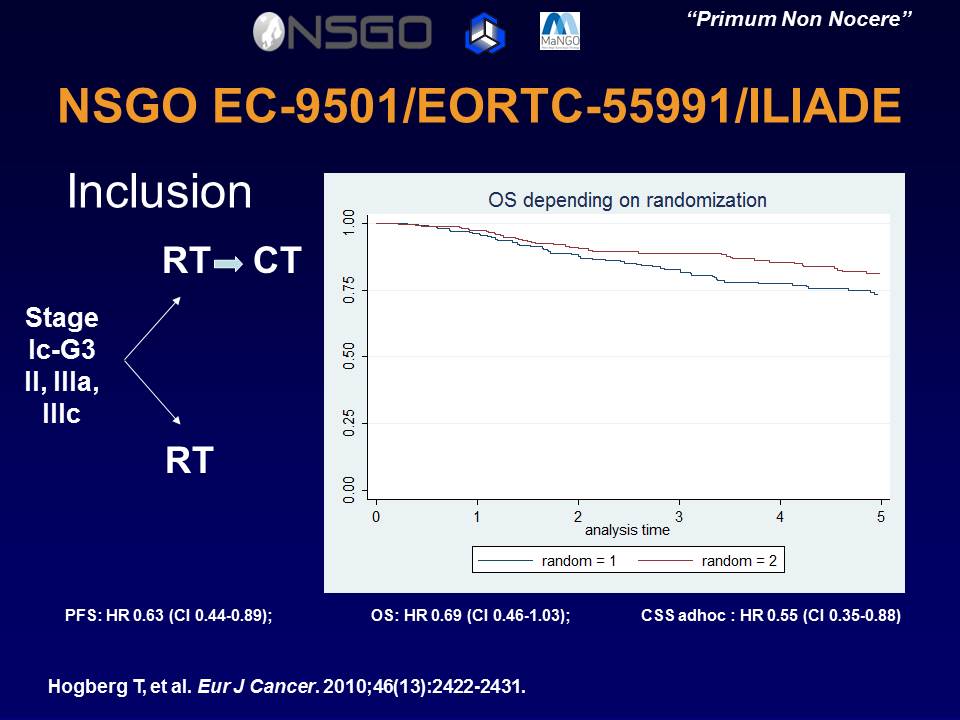 NSGO
MaNGO
“Primum Non Nocere”
NSGO EC-9501/EORTC-55991/ILIADE
Inclusion
RT CT
Stage
Ic-G3
II, IIIa,
IIIc
RT
OS depending on randomization
1.00
0.75
0.50
0.25
0.00
0 1 2 3 4 5
analysis time
random = 1 random = 2
PFS: HR 0.63 (CI 0.44-0.89); OS: HR 0.69 (CI 0.46-1.03); CSS adhoc : HR 0.55 (CI 0.35-0.88)
Hogberg T, et al. Eur J Cancer. 2010;46(13):2422-2431.